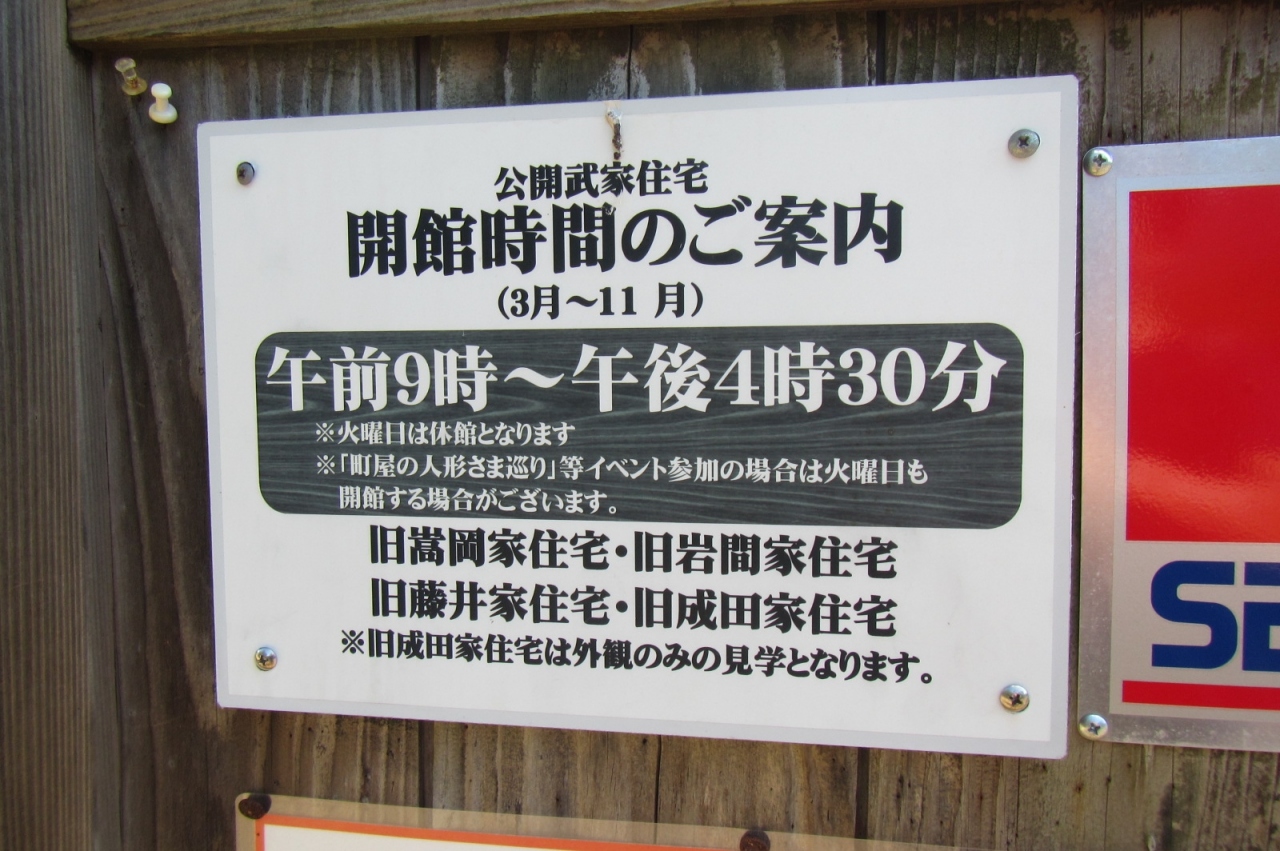 公開武家住宅
開館時間のご案内
(3月～11 月)
午前9時～午後4時30分
※火曜日は休館となります
※「町屋の人形さま巡り」等イベント参加の場合は火曜日も
開館する場合がございます。
旧嵩岡家住宅・旧岩間家住宅
旧藤井家住宅・旧成田家住宅
※旧成田家住宅は外観のみの見学となります。
SE